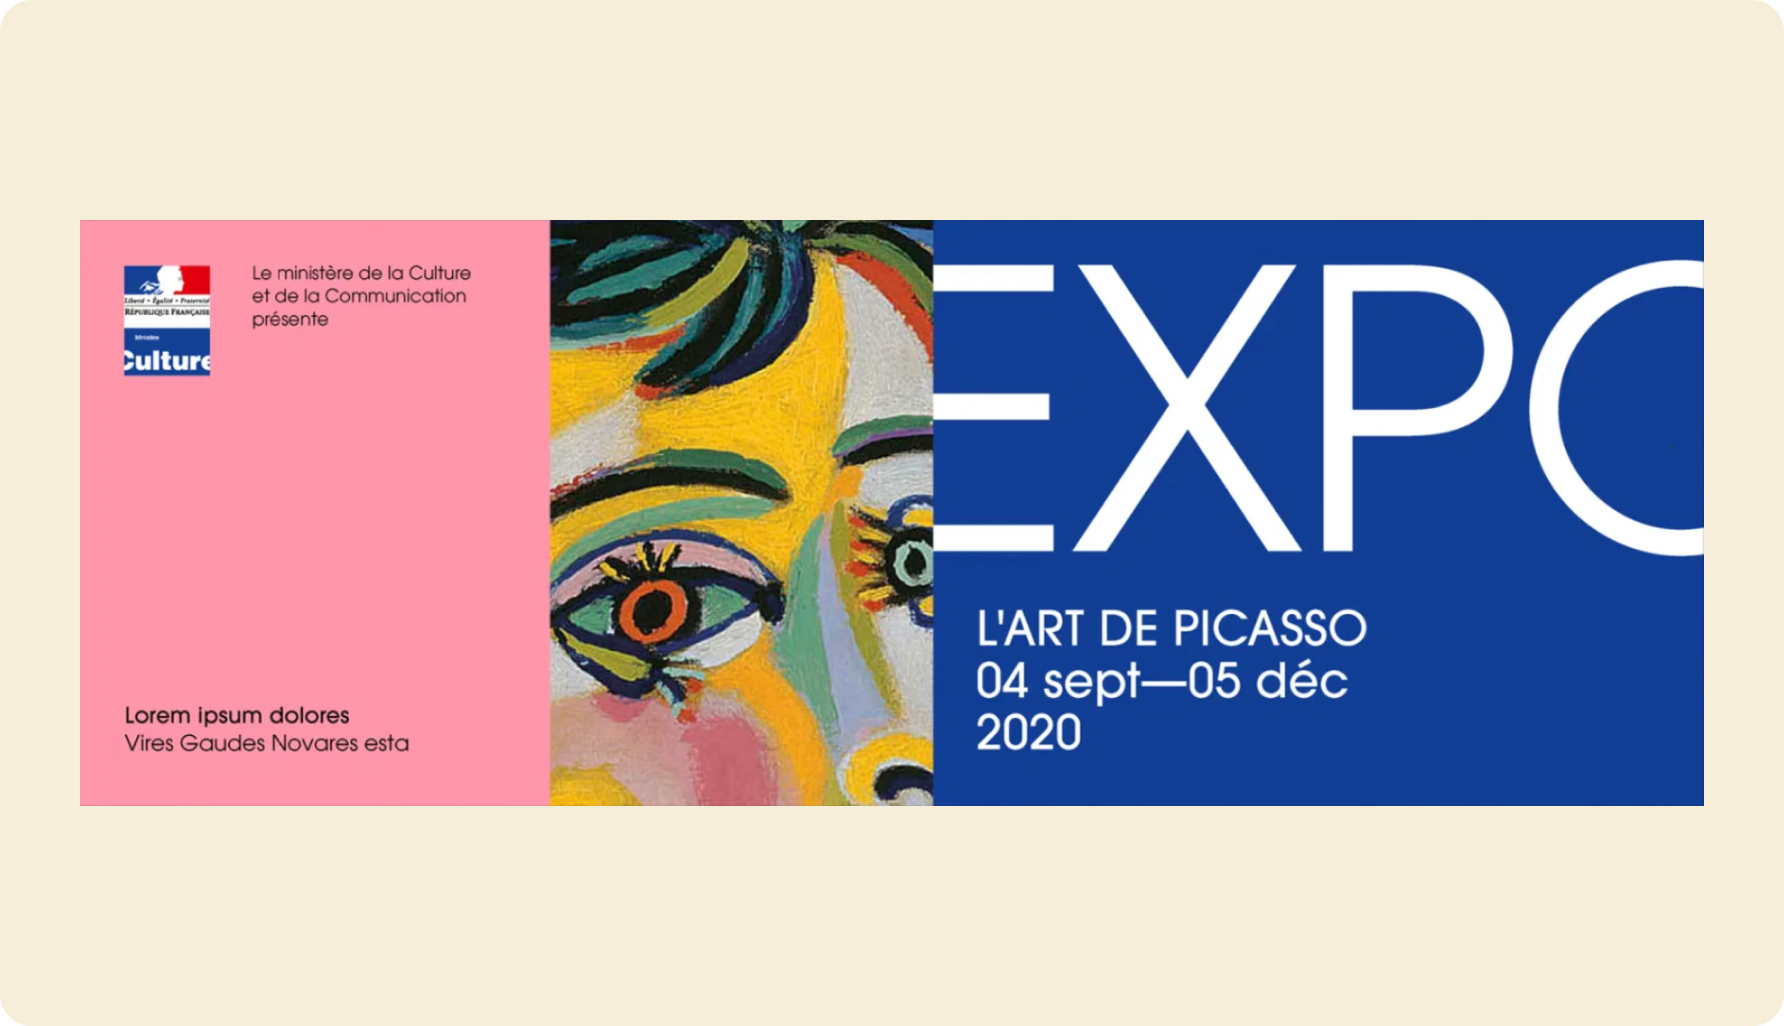 Liberté • Égalité • Fraternité
RÉPUBLIQUE FRANÇAISE
Culture
Le ministère de la Culture
et de la Communication
présente
Lorem ipsum dolores
Vires Gaudes Novares esta
EXPO
L'ART DE PICASSO
04 sept—05 déc
2020